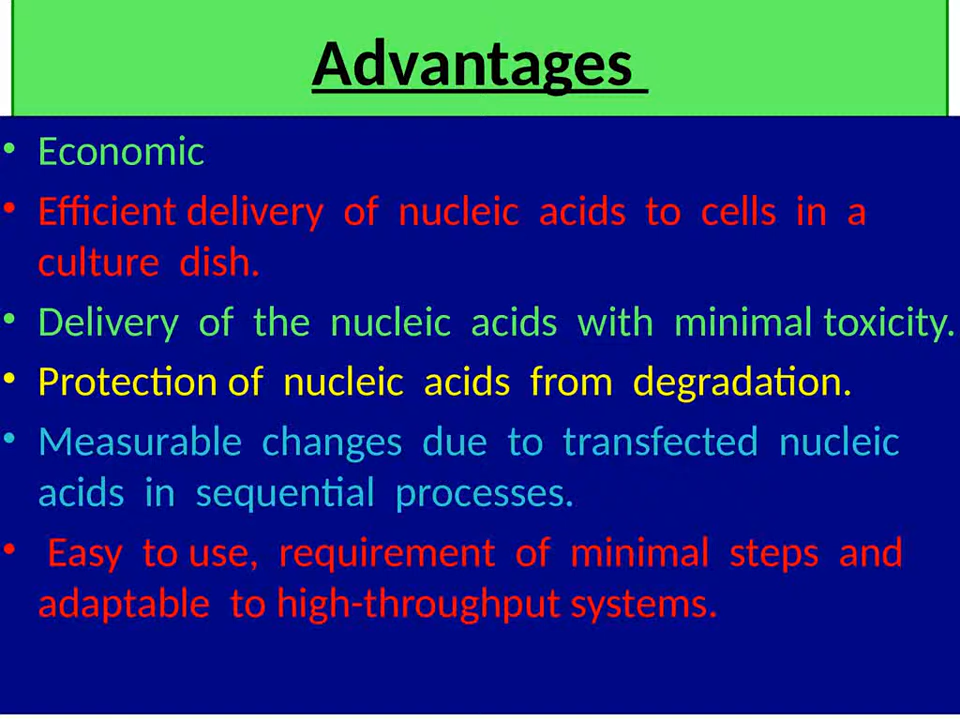 Advantages
• Economic
• Efficient delivery of nucleic acids to cells in a
culture dish.
• Delivery of the nucleic acids with minimal toxicity.
• Protection of nucleic acids from degradation.
• Measurable changes due to transfected nucleic
acids in sequential processes.
• Easy to use, requirement of minimal steps and
adaptable to high-throughput systems.